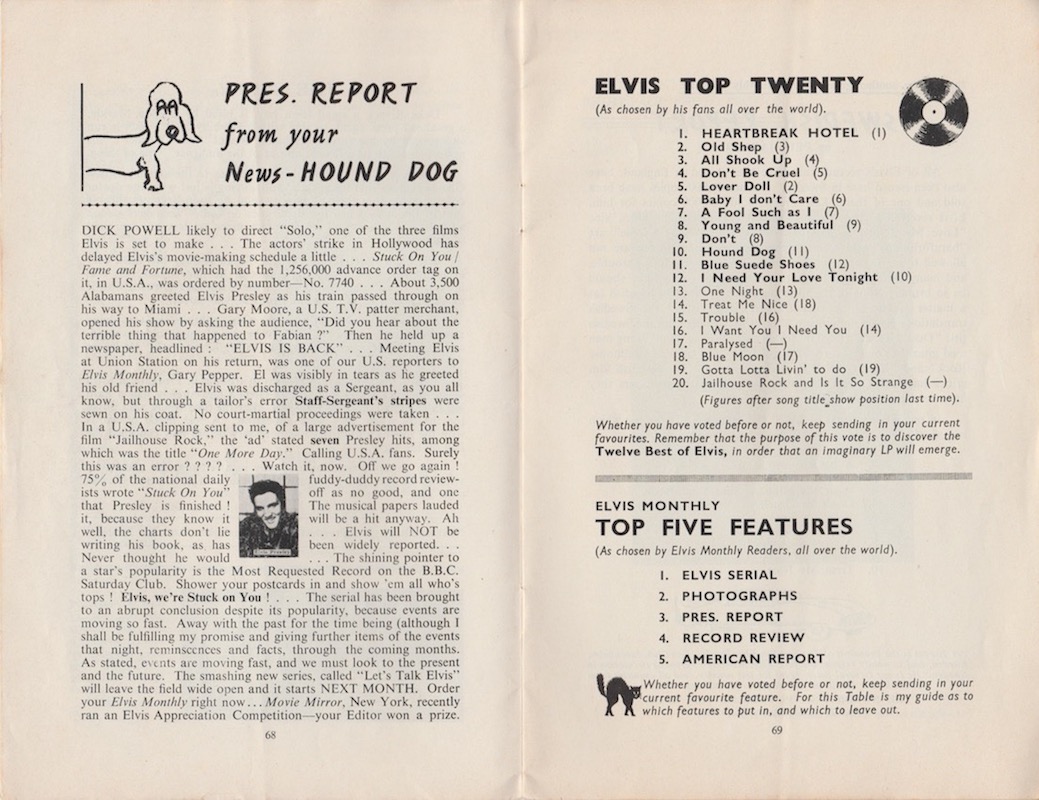 PRES. REPORT
from your
News-HOUND DOG
DICK POWELL likely to direct "Solo," one of the three films
Elvis is set to make . . . The actors' strike in Hollywood has
delayed Elvis's movie-making schedule a little . . . Stuck On You /
Fame and Fortune, which had the 1,256,000 advance order tag on
it, in U.S.A., was ordered by number—No. 7740 . . . About 3,500
Alabamans greeted Elvis Presley as his train passed through on
his way to Miami . . . Gary Moore, a U.S. T.V. patter merchant,
opened his show by asking the audience, "Did you hear about the
terrible thing that happened to Fabian ?" Then he held up a
newspaper, headlined : "ELVIS IS BACK" . . . Meeting Elvis
at Union Station on his return, was one of our U.S. reporters to
Elvis Monthly, Gary Pepper. El was visibly in tears as he greeted
his old friend . . . Elvis was discharged as a Sergeant, as you all
know, but through a tailor's error Staff-Sergeant's stripes were
sewn on his coat. No court-martial proceedings were taken . . .
In a U.S.A. clipping sent to me, of a large advertisement for the
film "Jailhouse Rock," the 'ad' stated seven Presley hits, among
which was the title "One More Day." Calling U.S.A. fans. Surely
this was an error ? ? ? ? . . . Watch it, now. Off we go again !
75% of the national daily fuddy-duddy record review-
ists wrote "Stuck On You" off as no good, and one
that Presley is finished ! The musical papers lauded
it, because they know it will be a hit anyway. Ah
well, the charts don't lie . . . Elvis will NOT be
writing his book, as has been widely reported. . .
Never thought he would . . . The shining pointer to
a star's popularity is the Most Requested Record on the B.B.C.
Saturday Club. Shower your postcards in and show 'em all who's
tops ! Elvis, we're Stuck on You ! . . . The serial has been brought
to an abrupt conclusion despite its popularity, because events are
moving so fast. Away with the past for the time being (although I
shall be fulfilling my promise and giving further items of the events
that night, reminscences and facts, through the coming months.
As stated, events are moving fast, and we must look to the present
and the future. The smashing new series, called "Let's Talk Elvis"
will leave the field wide open and it starts NEXT MONTH. Order
your Elvis Monthly right now... Movie Mirror, New York, recently
ran an Elvis Appreciation Competition—your Editor won a prize.
68
ELVIS TOP TWENTY
(As chosen by his fans all over the world).
1. HEARTBREAK HOTEL (1)
2. Old Shep (3)
3. All Shook Up (4)
4. Don't Be Cruel (5)
5. Lover Doll (2)
6. Baby I don't Care (6)
7. A Fool Such as I (7)
8. Young and Beautiful (9)
9. Don't (8)
10. Hound Dog (11)
11. Blue Suede Shoes (12)
12. I Need Your Love Tonight (10)
13. One Night (13)
14. Treat Me Nice (18)
15. Trouble (16)
16. I Want You I Need You (14)
17. Paralysed (—)
18. Blue Moon (17)
19. Gotta Lotta Livin' to do (19)
20. Jailhouse Rock and Is It So Strange (—)
(Figures after song title show position last time).
Whether you have voted before or not, keep sending in your current
favourites. Remember that the purpose of this vote is to discover the
Twelve Best of Elvis, in order that an imaginary LP will emerge.
ELVIS MONTHLY
TOP FIVE FEATURES
(As chosen by Elvis Monthly Readers, all over the world).
1. ELVIS SERIAL
2. PHOTOGRAPHS
3. PRES. REPORT
4. RECORD REVIEW
5. AMERICAN REPORT
Whether you have voted before or not, keep sending in your
current favourite feature. For this Table is my guide as to
which features to put in, and which to leave out.
69